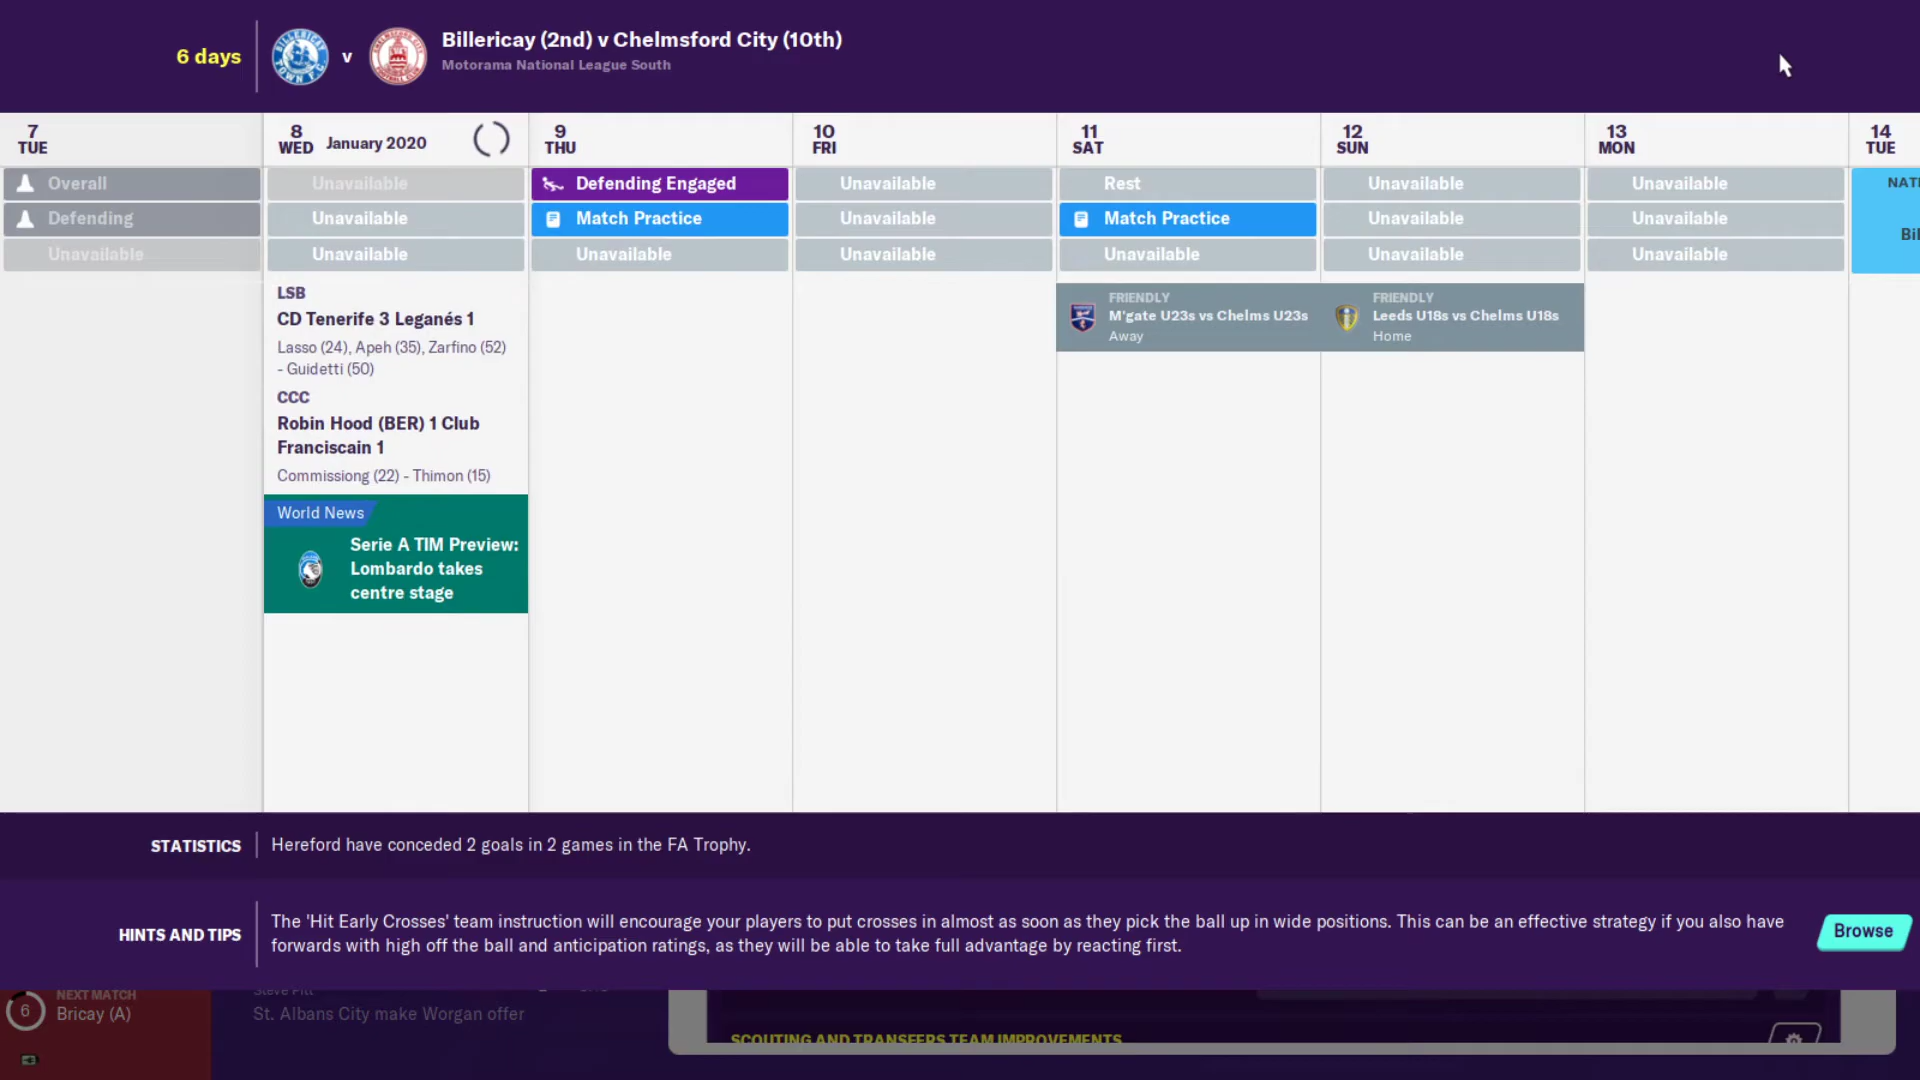 6 days
v
Billericay (2nd) v Chelmsford City (10th)
Motorama National League South
7
TUE
8
WED January 2020
9
THU
10
FRI
11
SAT
12
SUN
13
MON
14
TUE
Overall
Defending
Unavailable
Unavailable
Unavailable
Unavailable
Defending Engaged
Match Practice
Unavailable
Unavailable
Unavailable
Unavailable
Rest
Match Practice
Unavailable
Unavailable
Unavailable
Unavailable
Unavailable
Unavailable
Unavailable
LSB
CD Tenerife 3 Leganés 1
Lasso (24), Apeh (35), Zarfino (52)
- Guidetti (50)
CCC
Robin Hood (BER) 1 Club
Franciscain 1
Commissiong (22) - Thimon (15)
World News
Serie A TIM Preview:
Lombardo takes
centre stage
FRIENDLY
M'gate U23s vs Chelms U23s
Away
FRIENDLY
Leeds U18s vs Chelms U18s
Home
STATISTICS
Hereford have conceded 2 goals in 2 games in the FA Trophy.
HINTS AND TIPS
The 'Hit Early Crosses' team instruction will encourage your players to put crosses in almost as soon as they pick the ball up in wide positions. This can be an effective strategy if you also have
forwards with high off the ball and anticipation ratings, as they will be able to take full advantage by reacting first.
Browse
6
NEXT MATCH
Bricay (A)
St. Albans City make Worgan offer
SCOUTING AND TRANSFERS TEAM IMPROVEMENTS